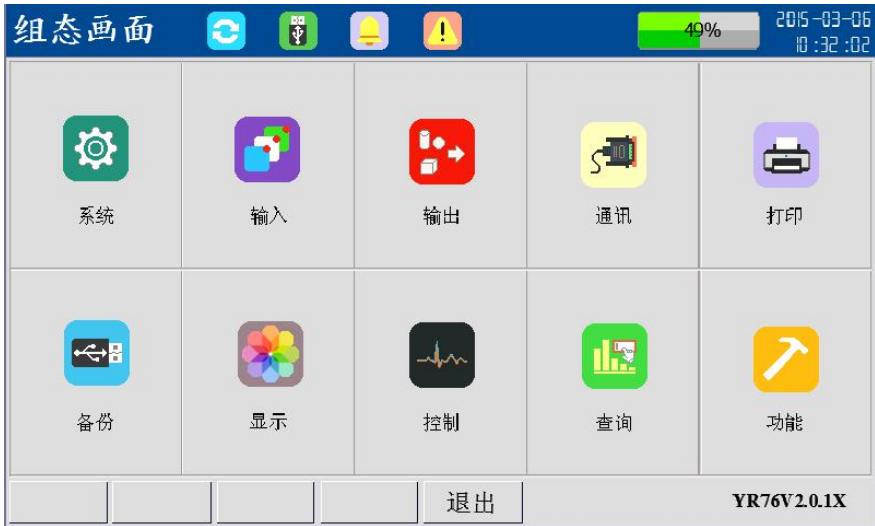 组态画面
49%
2015-03-06
10:32:02
系统
输入
输出
通讯
打印
备份
显示
控制
查询
功能
退出
YR76V2.0.1X